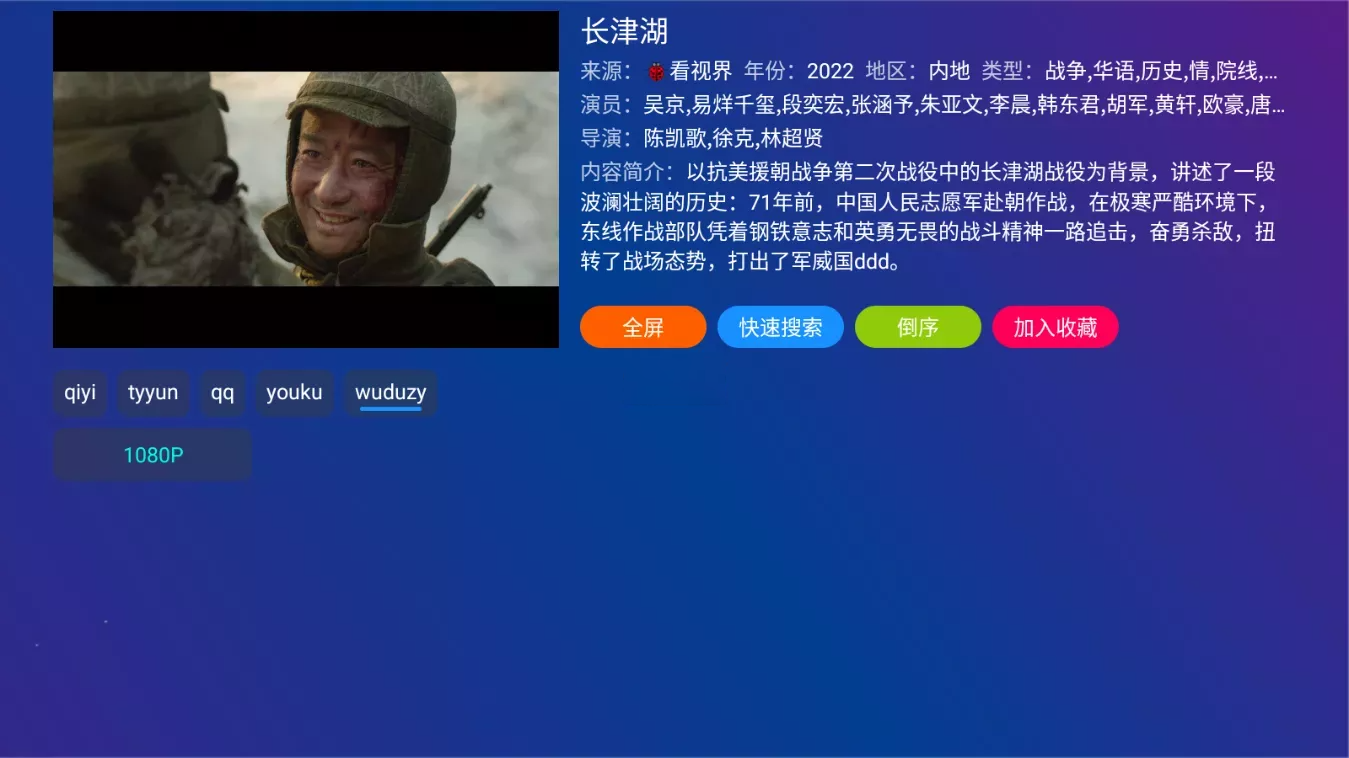 长津湖
来源：🐞看视界 年份：2022 地区：内地 类型：战争,华语,历史,情,院线,...
演员：吴京,易烊千玺,段奕宏,张涵予,朱亚文,李晨,韩东君,胡军,黄轩,欧豪,唐...
导演：陈凯歌,徐克,林超贤
内容简介：以抗美援朝战争第二次战役中的长津湖战役为背景，讲述了一段
波澜壮阔的历史：71年前，中国人民志愿军赴朝作战，在极寒严酷环境下，
东线作战部队凭着钢铁意志和英勇无畏的战斗精神一路追击，奋勇杀敌，扭
转了战场态势，打出了军威国ddd。
全屏 快速搜索 倒序 加入收藏
qiyi tyyun qq youku wuduzy
1080P